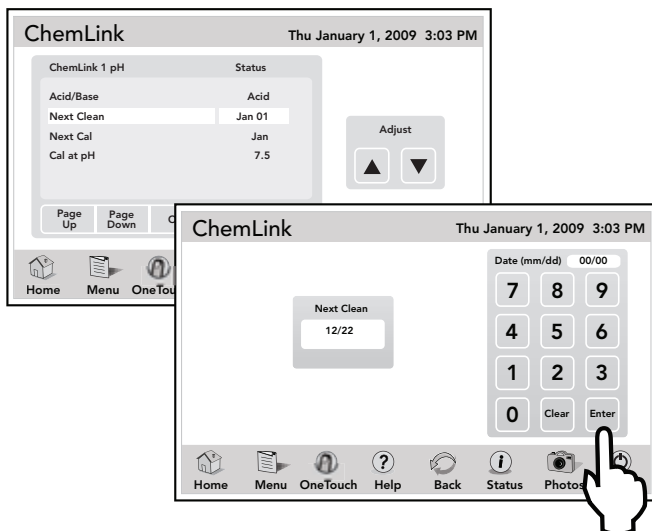 ChemLink Thu January 1, 2009 3:03 PM
ChemLink 1 pH Status
Acid/Base Acid
Next Clean Jan 01
Next Cal Jan
Cal at pH 7.5
Adjust
Page Up
Page Down
Home Menu
ChemLink Thu January 1, 2009 3:03 PM
Date (mm/dd) 00/00
Next Clean
12/22
7 8 9
4 5 6
1 2 3
0 Clear Enter
Home Menu OneTouch Help Back Status Photos